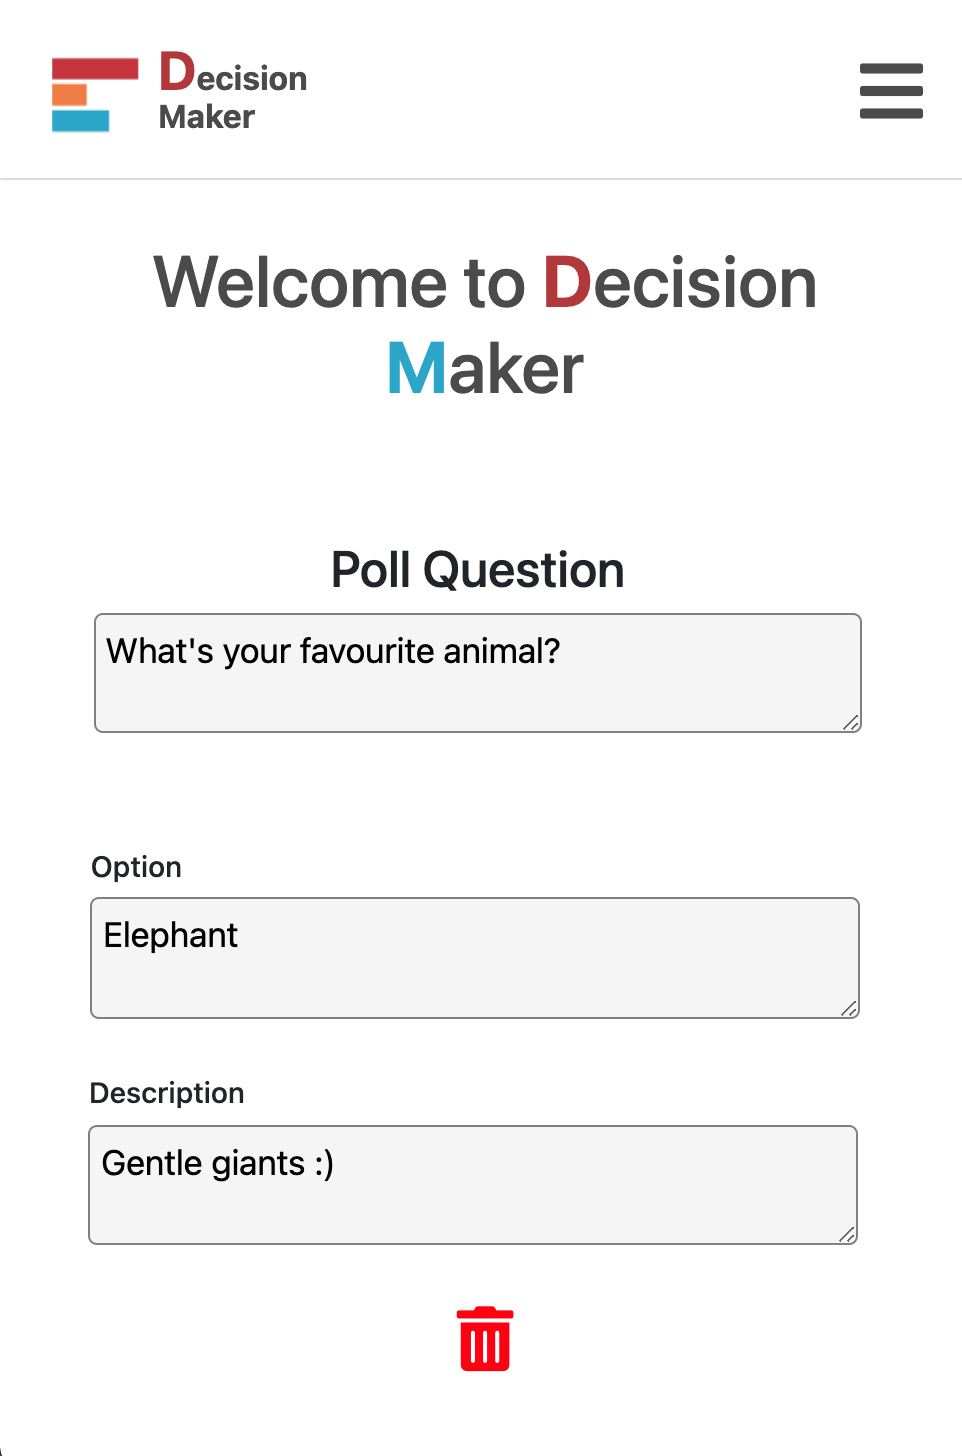 Decision
Maker
Welcome to Decision
Maker
Poll Question
What's your favourite animal?
Option
Elephant
Description
Gentle giants :)